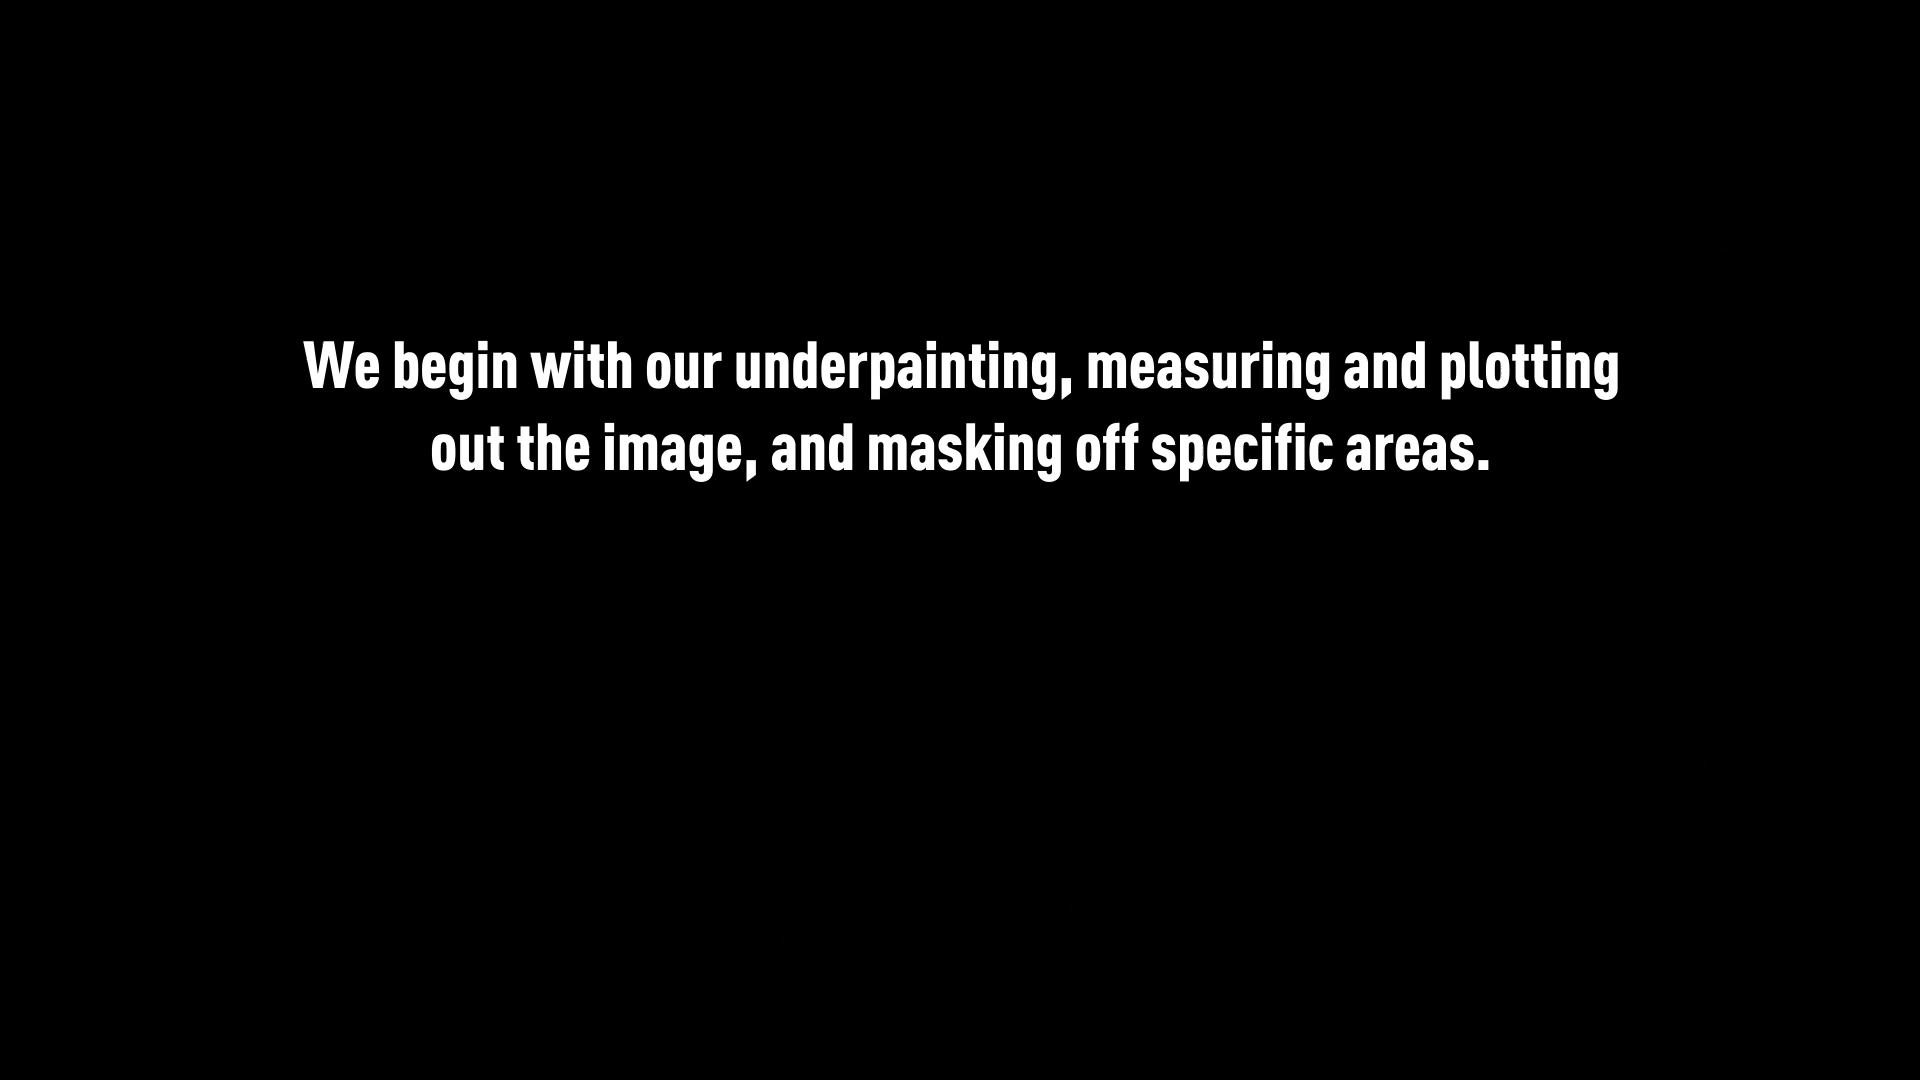 We begin with our underpainting, measuring and plotting
out the image, and masking off specific areas.